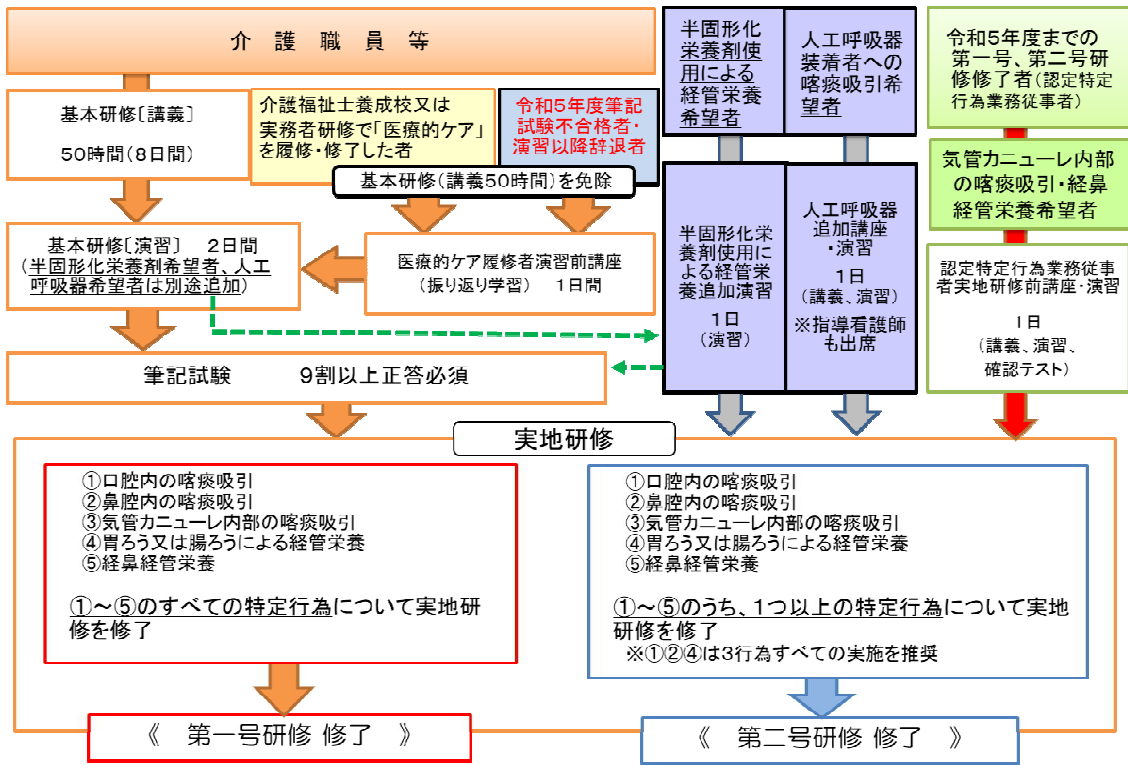 介護職員等
基本研修〔講義〕
50時間(8日間)
介護福祉士養成校又は
実務者研修で「医療的ケア」
を履修・修了した者
令和5年度筆記
試験不合格者・
演習以降辞退者
基本研修(講義50時間)を免除
基本研修〔演習〕 2日間
(半固形化栄養剤希望者、人工
呼吸器希望者は別途追加)
医療的ケア履修者演習前講座
(振り返り学習) 1日間
筆記試験 9割以上正答必須
半固形化
栄養剤使
用による
経管栄養
希望者
人工呼吸器
装着者への
喀痰吸引希
望者
半固形化栄
養剤使用によ
る経管栄
養追加演習
1日
(演習)
人工呼吸器
追加講座
・演習
1日
(講義、演習)
※指導看護師
も出席
令和5年度までの
第一号、第二号研
修修了者(認定特定
行為業務従事者)
気管カニューレ内部
の喀痰吸引・経鼻
経管栄養希望者
認定特定行為業務従事
者実地研修前講座・演習
1日
(講義、演習、
確認テスト)
実地研修
①口腔内の喀痰吸引
②鼻腔内の喀痰吸引
③気管カニューレ内部の喀痰吸引
④胃ろう又は腸ろうによる経管栄養
⑤経鼻経管栄養
①～⑤のすべての特定行為について実地研
修を修了
①口腔内の喀痰吸引
②鼻腔内の喀痰吸引
③気管カニューレ内部の喀痰吸引
④胃ろう又は腸ろうによる経管栄養
⑤経鼻経管栄養
①～⑤のうち、1つ以上の特定行為について実地
研修を修了
※①②④は3行為すべての実施を推奨
《 第一号研修 修了 》
《 第二号研修 修了 》